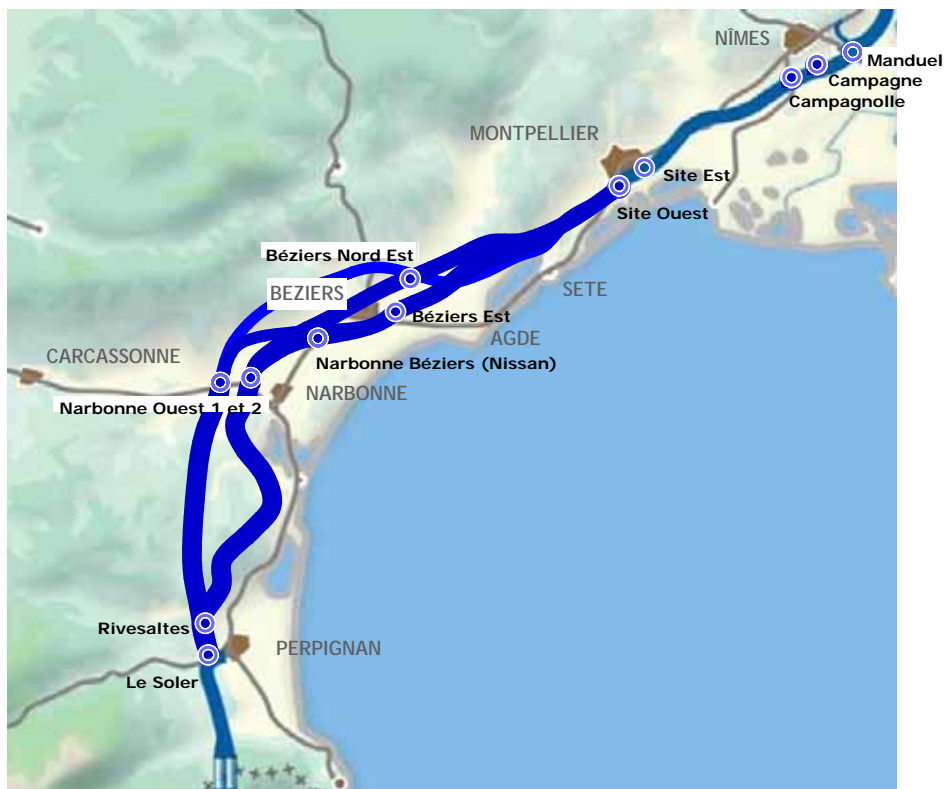 NÎMES
Manduel
Campagne
Campagnolle
MONTPELLIER
Site Est
Site Ouest
Béziers Nord Est
BEZIERS
SETE
Béziers Est
AGDE
CARCASSONNE
Narbonne Béziers (Nissan)
NARBONNE
Narbonne Ouest 1 et 2
Rivesaltes
PERPIGNAN
Le Soler